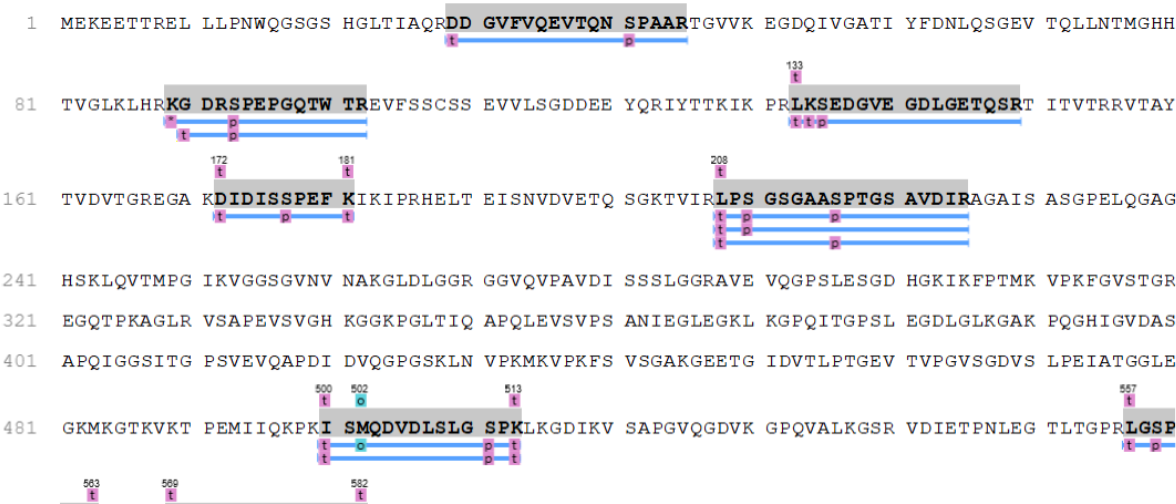 1 MEKEETTREL LLPNWQGSGS HGLTIAQRDD GVFVQEVTQN SPAARTGVVK EGDQIVGATI YFDNLQSGEV TQLLNTMGHH
t p
133
t
81 TVGLKLHRKG DRSPEPGQTW TREVFSSCSS EVVLSGDDEE YQRIYTTKIK PRLKSEDGVE GDLGETQSRT ITVTRRVTAY
* p t t p
t p
172 181 208
t t t
161 TVDVTGREGA KDIDISSPEF KIKIPRHELT EISNVDVETQ SGKTVIRLPS GSGAASPTGS AVDIRAGAIS ASGPELQGAG
t p t t p p
t p
t p
241 HSKLQVTMPG IKVGGSGVNV NAKGLDLGGR GGVQVPAVDI SSSLGGRAVE VQGPSLESGD HGKIKFPTMK VPKFGVSTGR
321 EGQTPKAGLR VSAPEVSVGH KGGKPGLTIQ APQLEVSVPS ANIEGLEGKL KGPQITGPSL EGDLGLKGAK PQGHIGVDAS
401 APQIGGSITG PSVEVQAPDI DVQGPGSKLN VPKMKVPKFS VSGAKGEETG IDVTLPTGEV TVPGVSGDVS LPEIATGGLE
500 502 513 557
t o t t
481 GKMKGTKVKT PEMIIQKPKI SMQDVDLSLG SPKLKGDIKV SAPGVQGDVK GPQVALKGSR VDIETPNLEG TLTGPRLGSP
t o p t t p
t p t
563 569 582
t t t